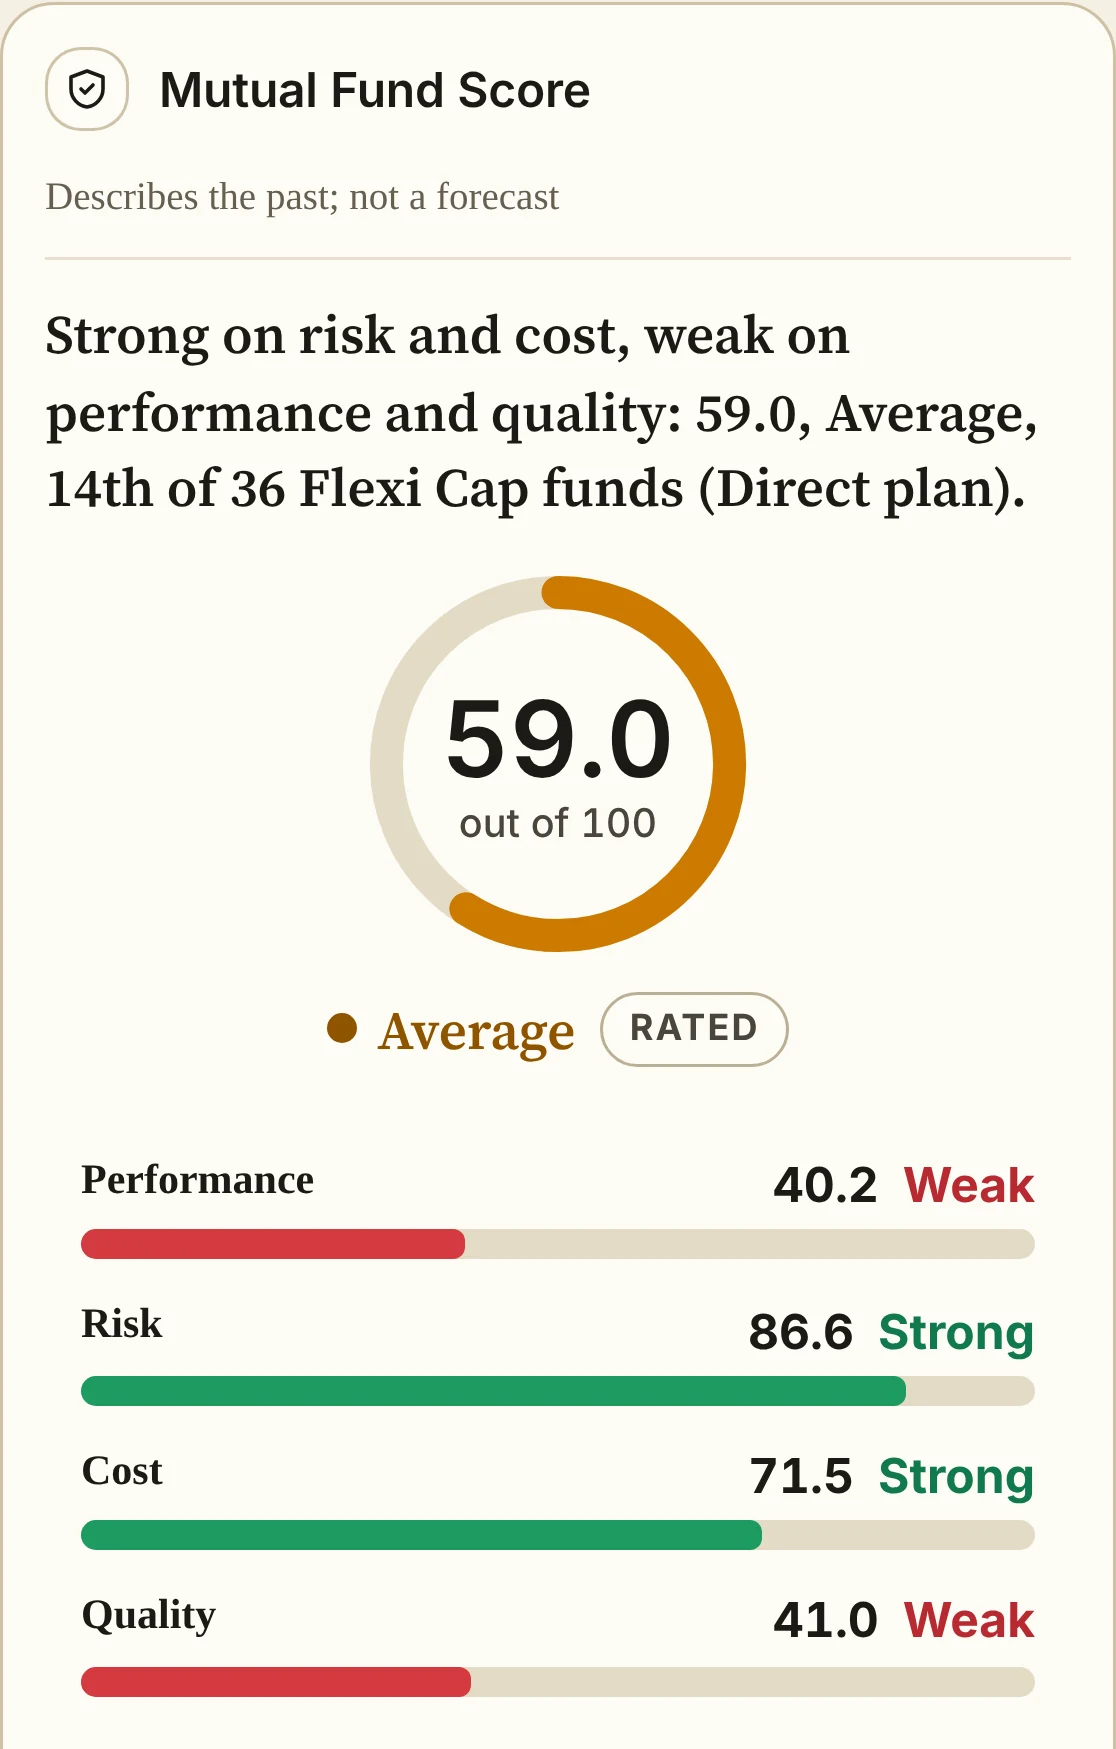 Mutual Fund Score
Describes the past; not a forecast
Strong on risk and cost, weak on
performance and quality: 59.0, Average,
14th of 36 Flexi Cap funds (Direct plan).
59.0
out of 100
Average RATED
Performance 40.2 Weak
Risk 86.6 Strong
Cost 71.5 Strong
Quality 41.0 Weak